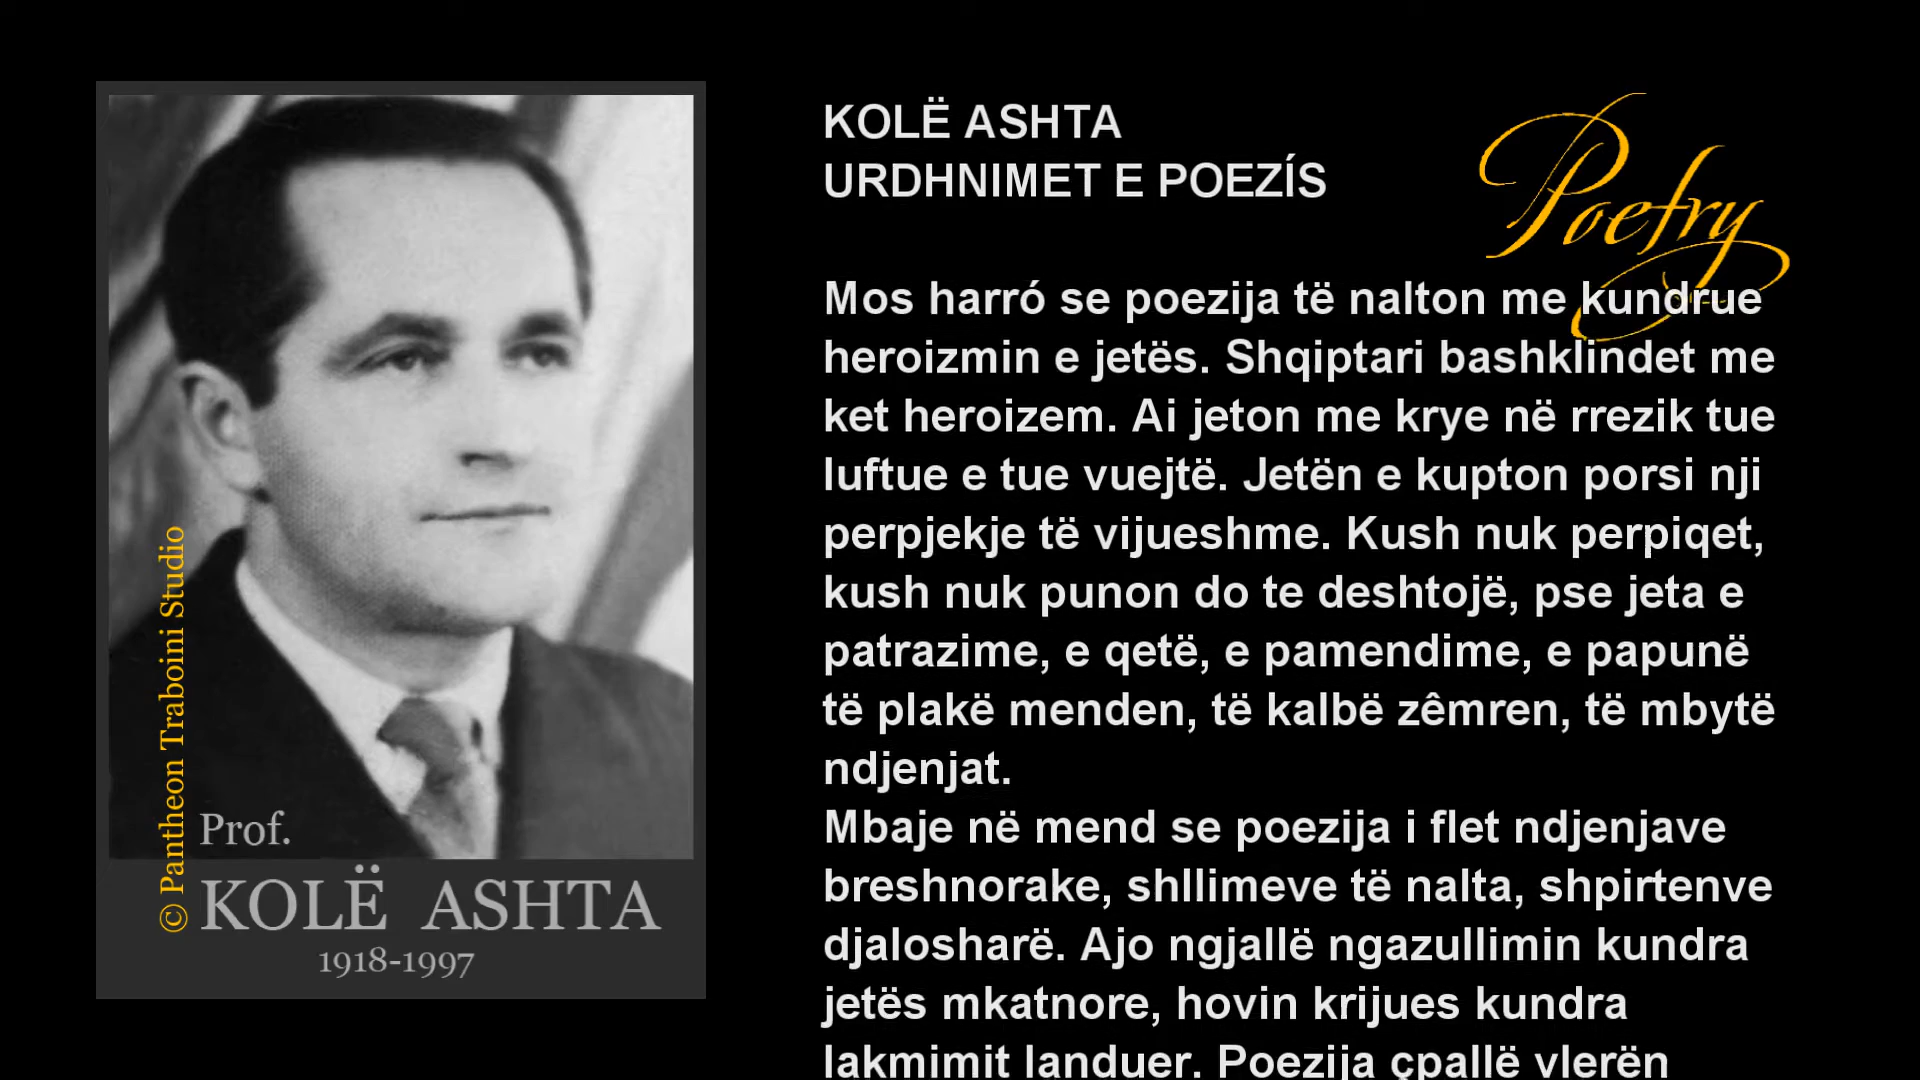 © Pantheon Traboini Studio
Prof.
KOLË ASHTA
1918-1997
KOLË ASHTA
URDHNIMET E POEZÍS
Poetry
Mos harró se poezija të nalton me kundrue
heroizmin e jetës. Shqiptari bashklindet me
ket heroizem. Ai jeton me krye në rrezik tue
luftue e tue vuejtë. Jetën e kupton porsi nji
perpjekje të vijueshme. Kush nuk perpiqet,
kush nuk punon do te deshtojë, pse jeta e
patrazime, e qetë, e pamendime, e papunë
të plakë menden, të kalbë zêmren, të mbytë
ndjenjat.
Mbaje në mend se poezija i flet ndjenjave
breshnorake, shllimeve të nalta, shpirtenve
djalosharë. Ajo ngjallë ngazullimin kundra
jetës mkatnore, hovin krijues kundra
lakmimit landuer. Poezija çpallë vlerën